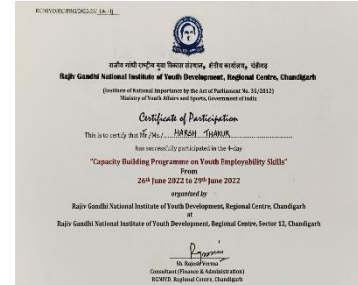 राजीव गांधी राष्ट्रीय युवा विकास संस्थान, क्षेत्रीय कार्यालय, चंडीगढ़
Rajiv Gandhi National Institute of Youth Development, Regional Centre, Chandigarh
(Institute of National Importance by the Act of Parliament No. 35/2012)
Ministry of Youth Affairs and Sports, Government of India
Certificate of Participation
This is to certify that Mr./Ms./ HARSH THAKUR
has successfully participated in the 4-day
"Capacity Building Programme on Youth Employability Skills"
From
26th June 2022 to 29th June 2022
organised by
Rajiv Gandhi National Institute of Youth Development, Regional Centre, Chandigarh
at
Rajiv Gandhi National Institute of Youth Development, Regional Centre, Sector 12, Chandigarh
Sh. Rajesh Verma
Consultant (Finance & Administration)
RGNIYD, Regional Centre, Chandigarh